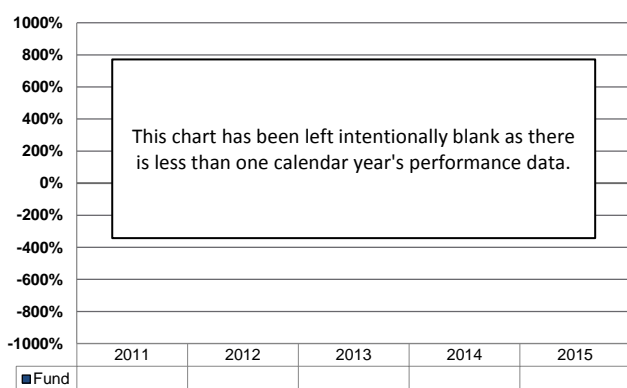 1000%
800%
600%
400%
200%
0%
-200%
-400%
-600%
-800%
-1000%
This chart has been left intentionally blank as there
is less than one calendar year's performance data.
2011 2012 2013 2014 2015
Fund